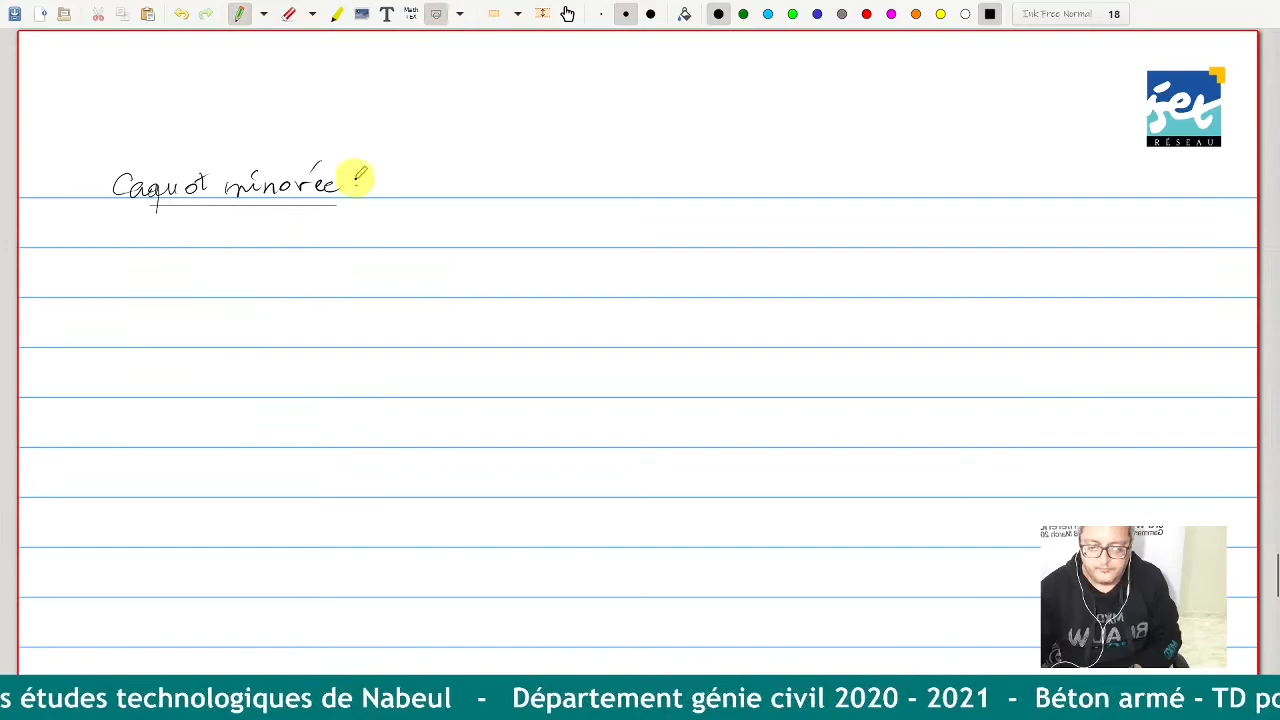 Ink Free Normal 18
iset
RÉSEAU
Caquot minorée :
s études technologiques de Nabeul - Département génie civil 2020 - 2021 - Béton armé - TD po